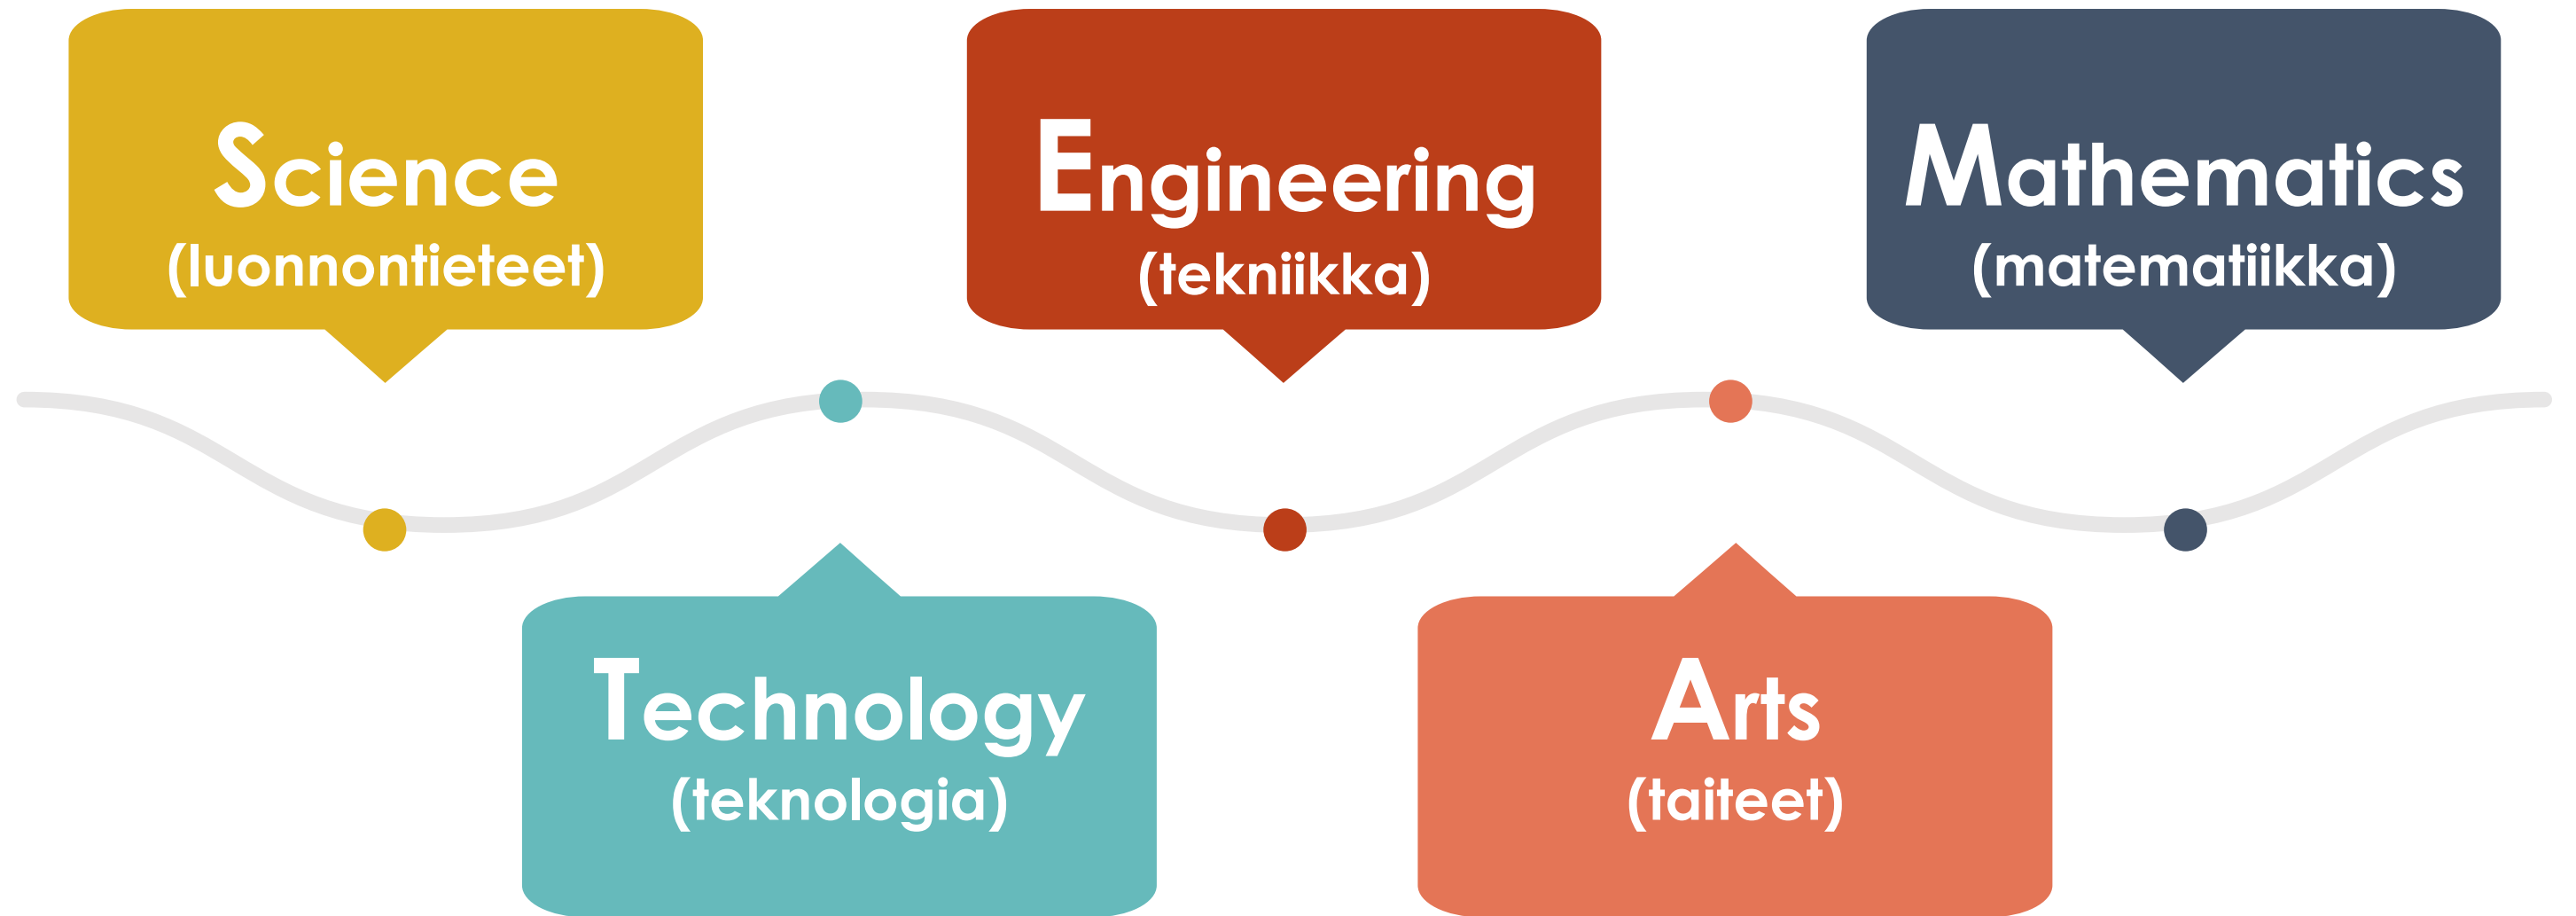 Science
(luonnontieteet)
Technology
(teknologia)
Engineering
(tekniikka)
Arts
(taiteet)
Mathematics
(matematiikka)